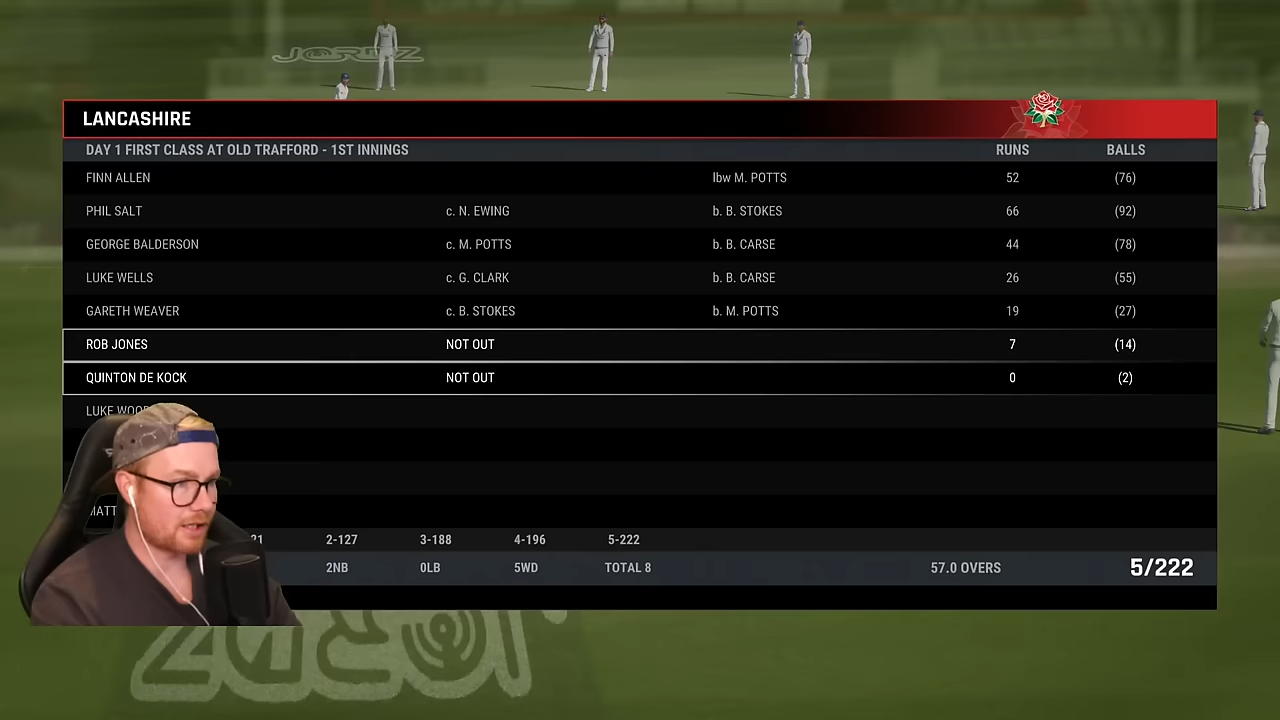 JORDZ
LANCASHIRE
DAY 1 FIRST CLASS AT OLD TRAFFORD - 1ST INNINGS RUNS BALLS
FINN ALLEN lbw M. POTTS 52 (76)
PHIL SALT c. N. EWING b. B. STOKES 66 (92)
GEORGE BALDERSON c. M. POTTS b. B. CARSE 44 (78)
LUKE WELLS c. G. CLARK b. B. CARSE 26 (55)
GARETH WEAVER c. B. STOKES b. M. POTTS 19 (27)
ROB JONES NOT OUT 7 (14)
QUINTON DE KOCK NOT OUT 0 (2)
LUKE
2-127 3-188 4-196 5-222
2NB 0LB 5WD TOTAL 8 57.0 OVERS 5/222